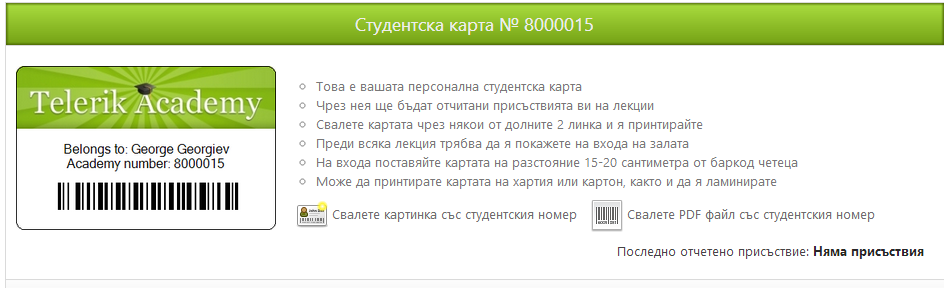 Студентска карта № 8000015
Telerik Academy
Belongs to: George Georgiev
Academy number: 8000015
Това е вашата персонална студентска карта
Чрез нея ще бъдат отчитани присъствията ви на лекции
Свалете картата чрез някои от долните 2 линка и я принтирайте
Преди всяка лекция трябва да я покажете на входа на залата
На входа поставяйте картата на разстояние 15-20 сантиметра от баркод четеца
Може да принтирате картата на хартия или картон, както и да я ламинирате
Свалете картинка със студентския номер
Свалете PDF файл със студентския номер
Последно отчетено присъствие: Няма присъствия